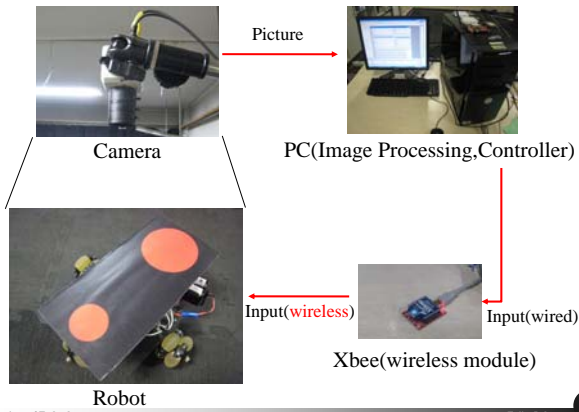 Picture
Camera
PC(Image Processing,Controller)
Input(wireless)
Input(wired)
Xbee(wireless module)
Robot